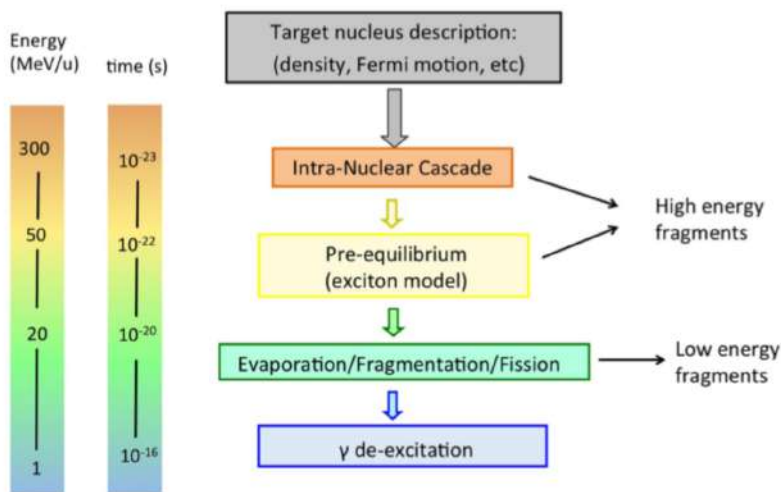 Energy
(MeV/u)
time (s)
Target nucleus description:
(density, Fermi motion, etc)
300
10⁻²³
Intra-Nuclear Cascade
High energy
fragments
50
10⁻²²
Pre-equilibrium
(exciton model)
20
10⁻²⁰
Evaporation/Fragmentation/Fission
Low energy
fragments
1
10⁻¹⁶
γ de-excitation